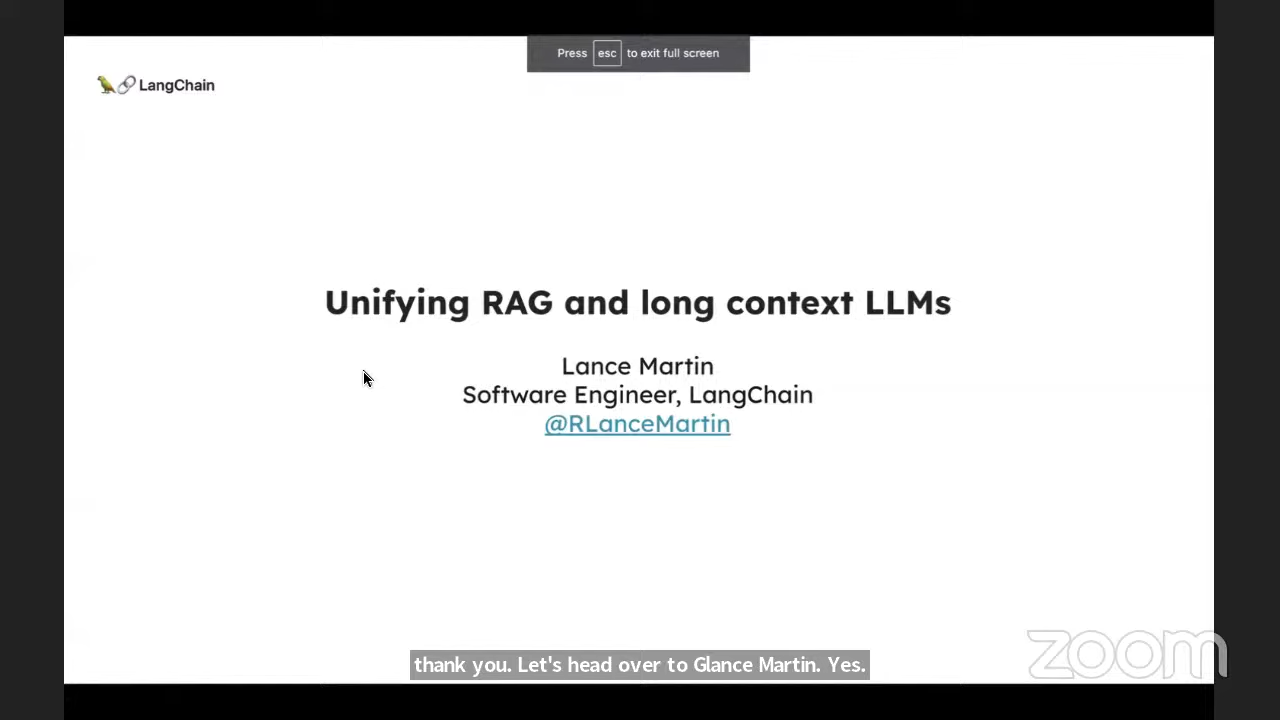 Press esc to exit full screen
LangChain
Unifying RAG and long context LLMs
Lance Martin
Software Engineer, LangChain
@RLanceMartin
thank you. Let's head over to Glance Martin. Yes.
zoom